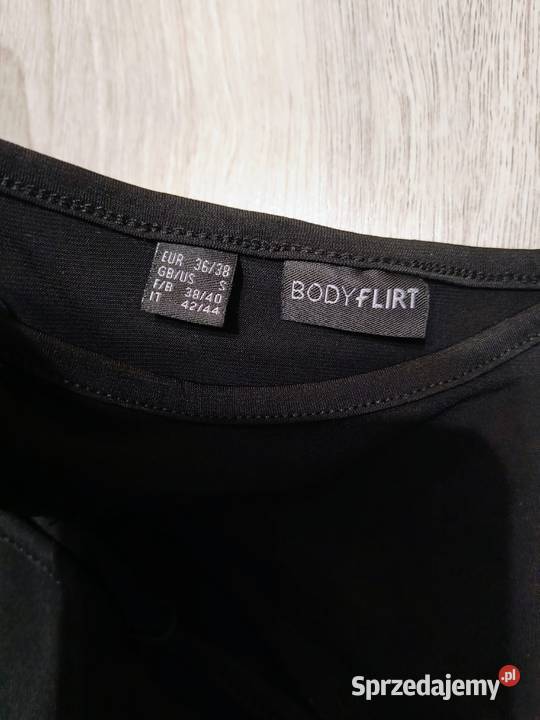 EUR 36/38
GB/US S
F/B 38/40
IT 42/44
BODYFLIRT
Sprzedajemy.pl